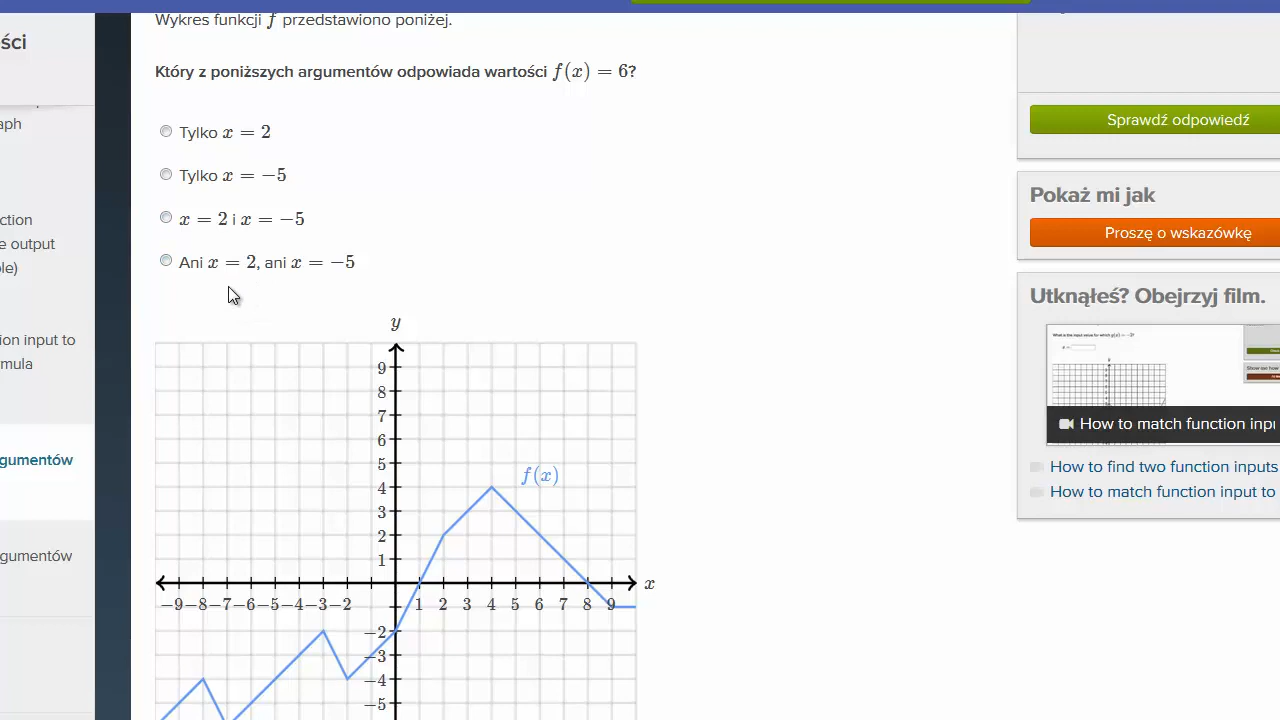 Wykres funkcji f przedstawiono poniżej.
ści
Który z poniższych argumentów odpowiada wartości f(x) = 6?
aph
Tylko x = 2
Sprawdź odpowiedź
Tylko x = −5
Pokaż mi jak
ction
x = 2 i x = −5
Proszę o wskazówkę
e output
Ani x = 2, ani x = −5
le)
Utknąłeś? Obejrzyj film.
y
ion input to
rmula
9
8
7
6
5
4
3
2
1
f(x)
How to match function inpu
gumentów
How to find two function inputs
How to match function input to
gumentów
x
−9 −8 −7 −6 −5 −4 −3 −2 1 2 3 4 5 6 7 8 9
−2
−3
−4
−5